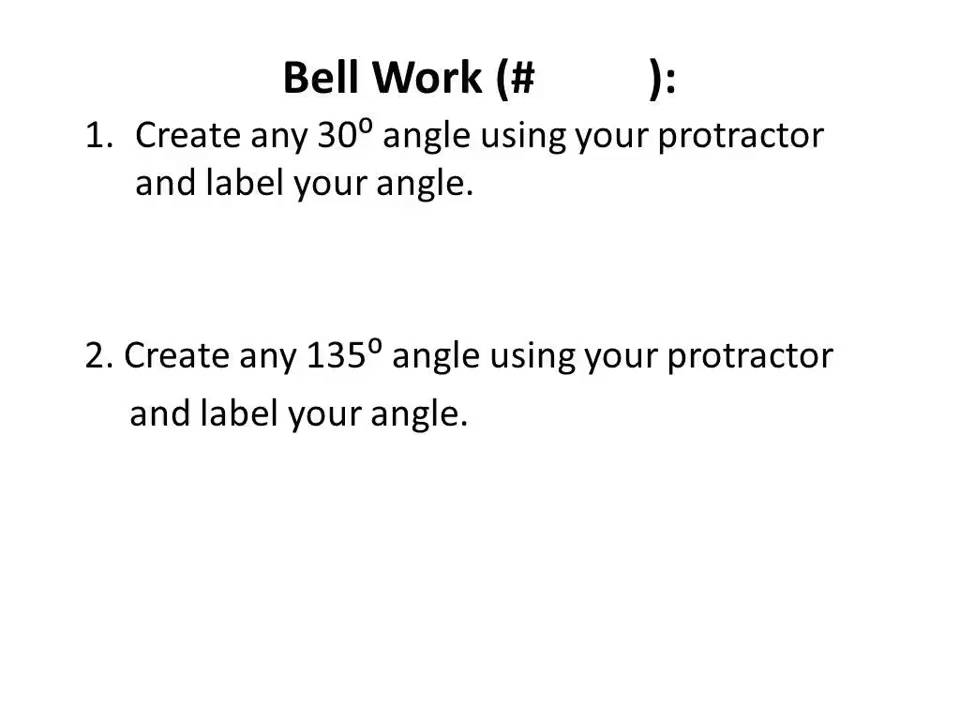 Bell Work (# ):
1. Create any 30⁰ angle using your protractor
and label your angle.
2. Create any 135⁰ angle using your protractor
and label your angle.